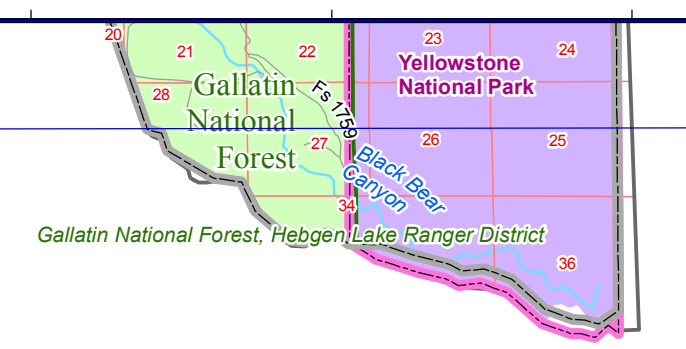 20
21
22
23
24
Yellowstone
National Park
28
Gallatin
National
Forest
Fs 1759
27
26
25
Black Bear
Canyon
34
Gallatin National Forest, Hebgen Lake Ranger District
36